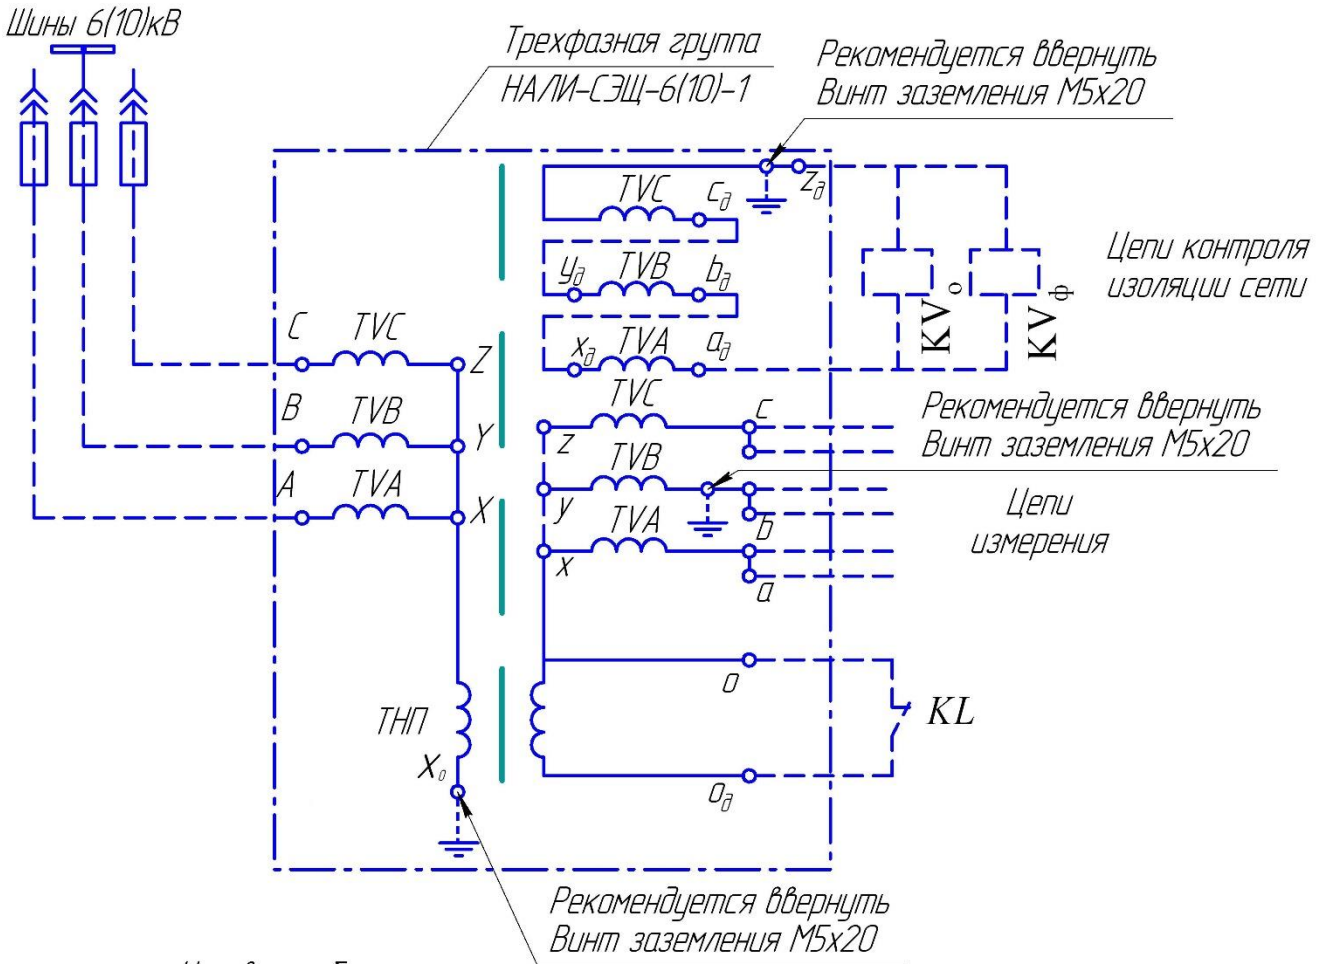 Шины 6(10)кВ
Трехфазная группа
НАЛИ-СЭЩ-6(10)-1
Рекомендуется ввернуть
Винт заземления М5х20
TVC
cд
zд
yд
TVB
bд
xд
TVA
aд
KVо
KVф
Цепи контроля
изоляции сети
C
TVC
Z
B
TVB
Y
A
TVA
X
TVC
c
z
TVB
y
b
TVA
x
a
Рекомендуется ввернуть
Винт заземления М5х20
Цепи
измерения
ТНП
X₀
o
oд
KL
Рекомендуется ввернуть
Винт заземления М5х20